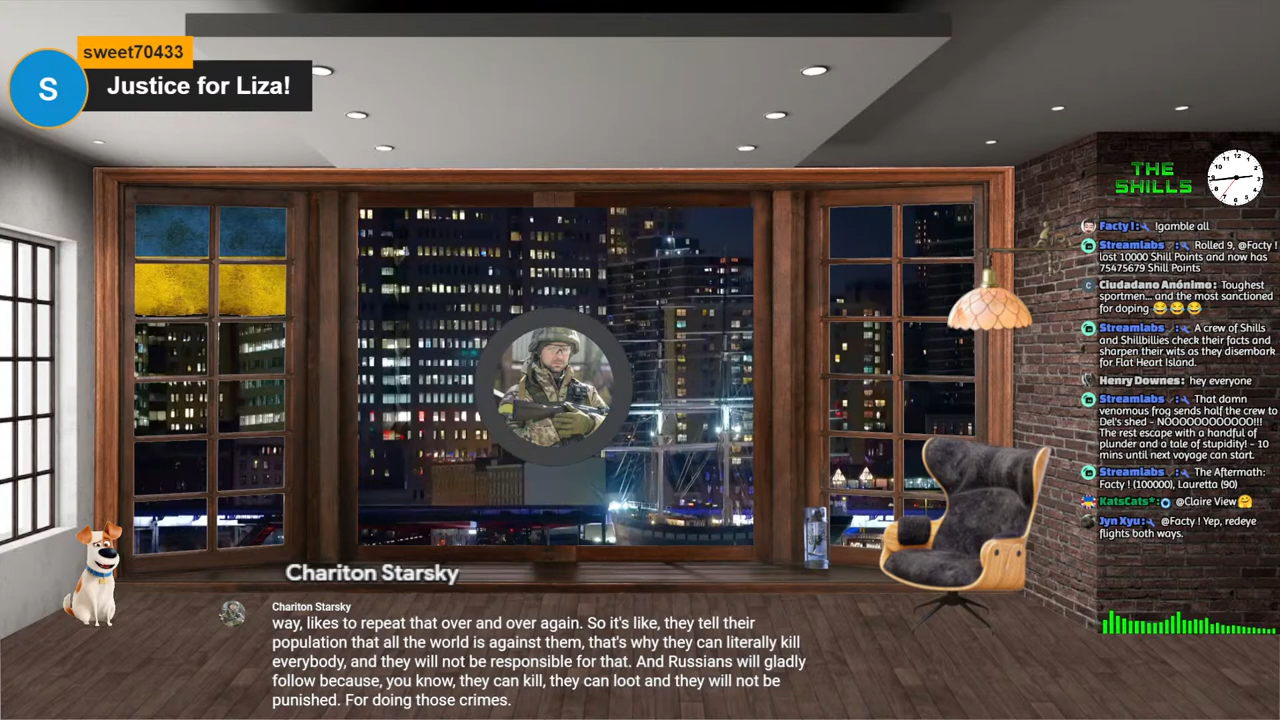 sweet70433
S
Justice for Liza!
THE
SHILLS
Facty ! : !gamble all
Streamlabs : Rolled 9, @Facty !
lost 10000 Shill Points and now has
75475679 Shill Points
C
Ciudadano Anónimo: Toughest
sportmen... and the most sanctioned
for doping 😂 😂 😂
Streamlabs : A crew of Shills
and Shillbillies check their facts and
sharpen their wits as they disembark
for Flat Heart Island.
Henry Downes: hey everyone
Streamlabs : That damn
venomous frog sends half the crew to
Del's shed - NOOOOOOOOOOO!!!
The rest escape with a handful of
plunder and a tale of stupidity! - 10
mins until next voyage can start.
Streamlabs : The Aftermath:
Facty ! (100000), Lauretta (90)
KatsCats*: @Claire View🤗
Jyn Xyu: @Facty ! Yep, redeye
flights both ways.
Chariton Starsky
Chariton Starsky
way, likes to repeat that over and over again. So it's like, they tell their
population that all the world is against them, that's why they can literally kill
everybody, and they will not be responsible for that. And Russians will gladly
follow because, you know, they can kill, they can loot and they will not be
punished. For doing those crimes.